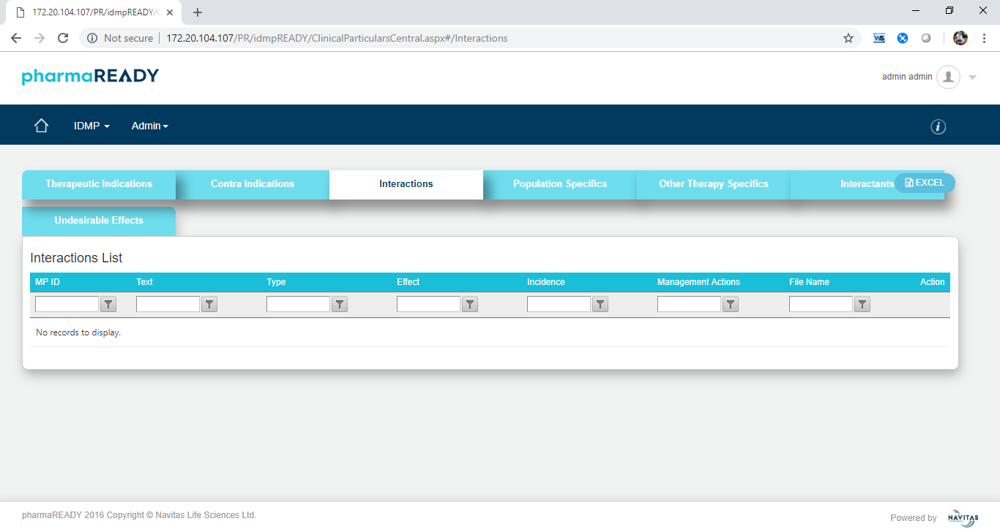 172.20.104.107/PR/idmpREADY/C
Not secure 172.20.104.107/PR/idmpREADY/ClinicalParticularsCentral.aspx#/Interactions
WS
pharmaREADY
admin admin
IDMP Admin
i
Therapeutic Indications Contra Indications Interactions Population Specifics Other Therapy Specifics Interactants EXCEL
Undesirable Effects
Interactions List
MP ID Text Type Effect Incidence Management Actions File Name Action
No records to display.
pharmaREADY 2016 Copyright © Navitas Life Sciences Ltd.
Powered by NAVITAS